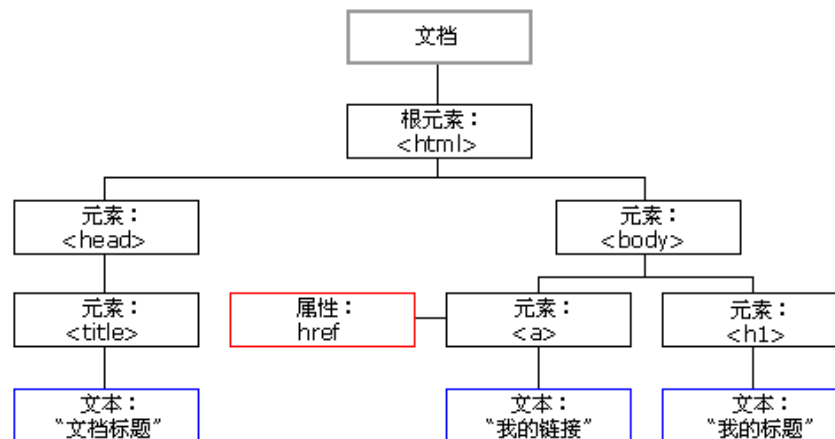 文档
根元素：
<html>
元素：
<head>
元素：
<body>
元素：
<title>
属性：
href
元素：
<a>
元素：
<h1>
文本：
“文档标题”
文本：
“我的链接”
文本：
“我的标题”